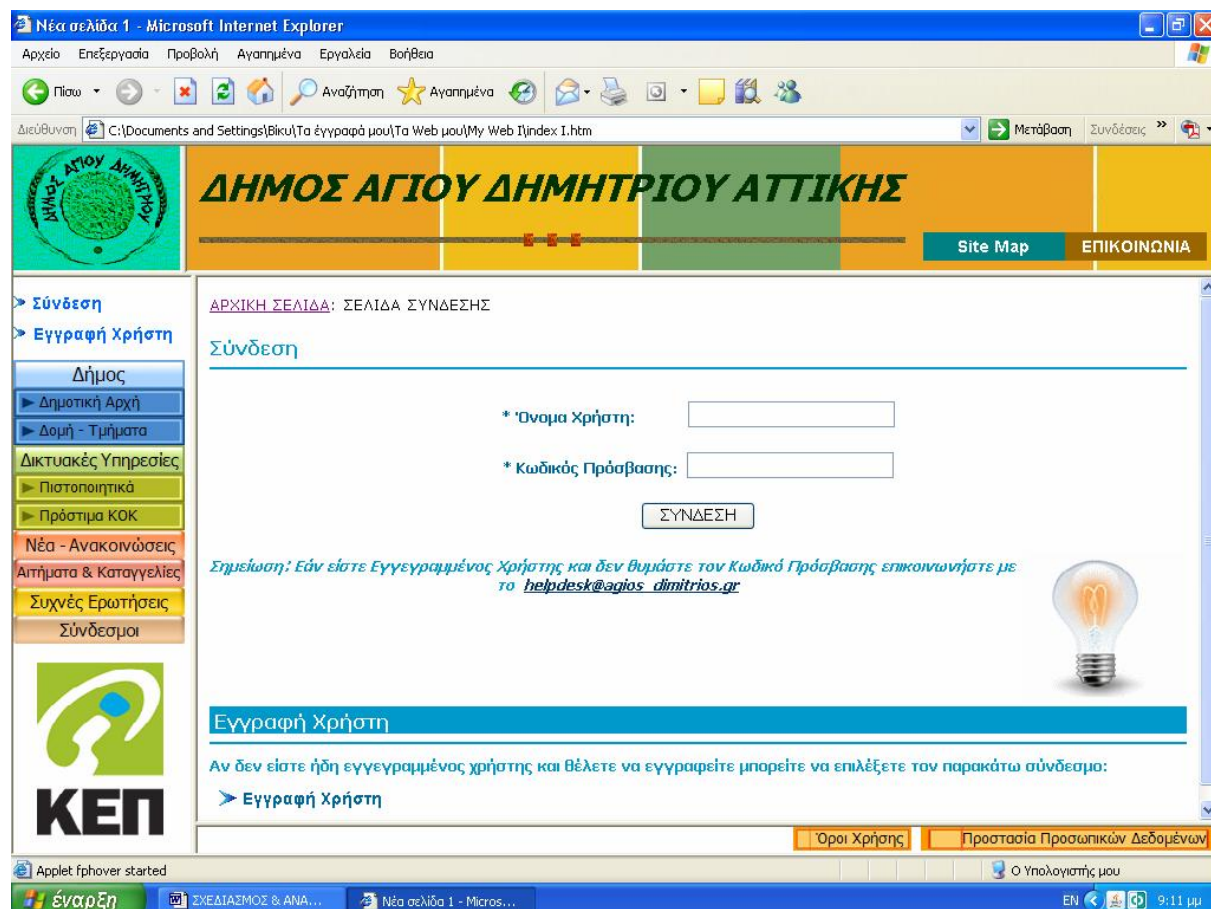 Νέα σελίδα 1 - Microsoft Internet Explorer
Αρχείο Επεξεργασία Προβολή Αγαπημένα Εργαλεία Βοήθεια
Πίσω Αναζήτηση Αγαπημένα
Διεύθυνση C:\Documents and Settings\Βίκυ\Τα έγγραφά μου\Τα Web μου\My Web I\index I.htm Μετάβαση Συνδέσεις »
ΔΗΜΟΣ ΑΓΙΟΥ ΔΗΜΗΤΡΙΟΥ
ΔΗΜΟΣ ΑΓΙΟΥ ΔΗΜΗΤΡΙΟΥ ΑΤΤΙΚΗΣ
Site Map ΕΠΙΚΟΙΝΩΝΙΑ
Σύνδεση
Εγγραφή Χρήστη
Δήμος
Δημοτική Αρχή
Δομή - Τμήματα
Δικτυακές Υπηρεσίες
Πιστοποιητικά
Πρόστιμα ΚΟΚ
Νέα - Ανακοινώσεις
Αιτήματα & Καταγγελίες
Συχνές Ερωτήσεις
Σύνδεσμοι
ΚΕΠ
ΑΡΧΙΚΗ ΣΕΛΙΔΑ: ΣΕΛΙΔΑ ΣΥΝΔΕΣΗΣ
Σύνδεση
* Όνομα Χρήστη:
* Κωδικός Πρόσβασης:
ΣΥΝΔΕΣΗ
Σημείωση: Εάν είστε Εγγεγραμμένος Χρήστης και δεν θυμάστε τον Κωδικό Πρόσβασης επικοινωνήστε με
το helpdesk@agios_dimitrios.gr
Εγγραφή Χρήστη
Αν δεν είστε ήδη εγγεγραμμένος χρήστης και θέλετε να εγγραφείτε μπορείτε να επιλέξετε τον παρακάτω σύνδεσμο:
Εγγραφή Χρήστη
Όροι Χρήσης Προστασία Προσωπικών Δεδομένων
Applet fphover started Ο Υπολογιστής μου
έναρξη ΣΧΕΔΙΑΣΜΟΣ & ΑΝΑ... Νέα σελίδα 1 - Micros... EN 9:11 μμ